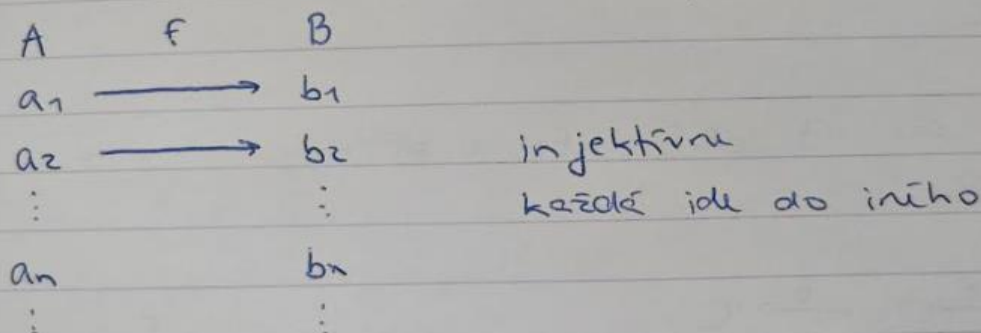 A f B
a1 → b1
a2 → b2 injektívne
⋮ ⋮ každé ide do iného
an bn
⋮ ⋮